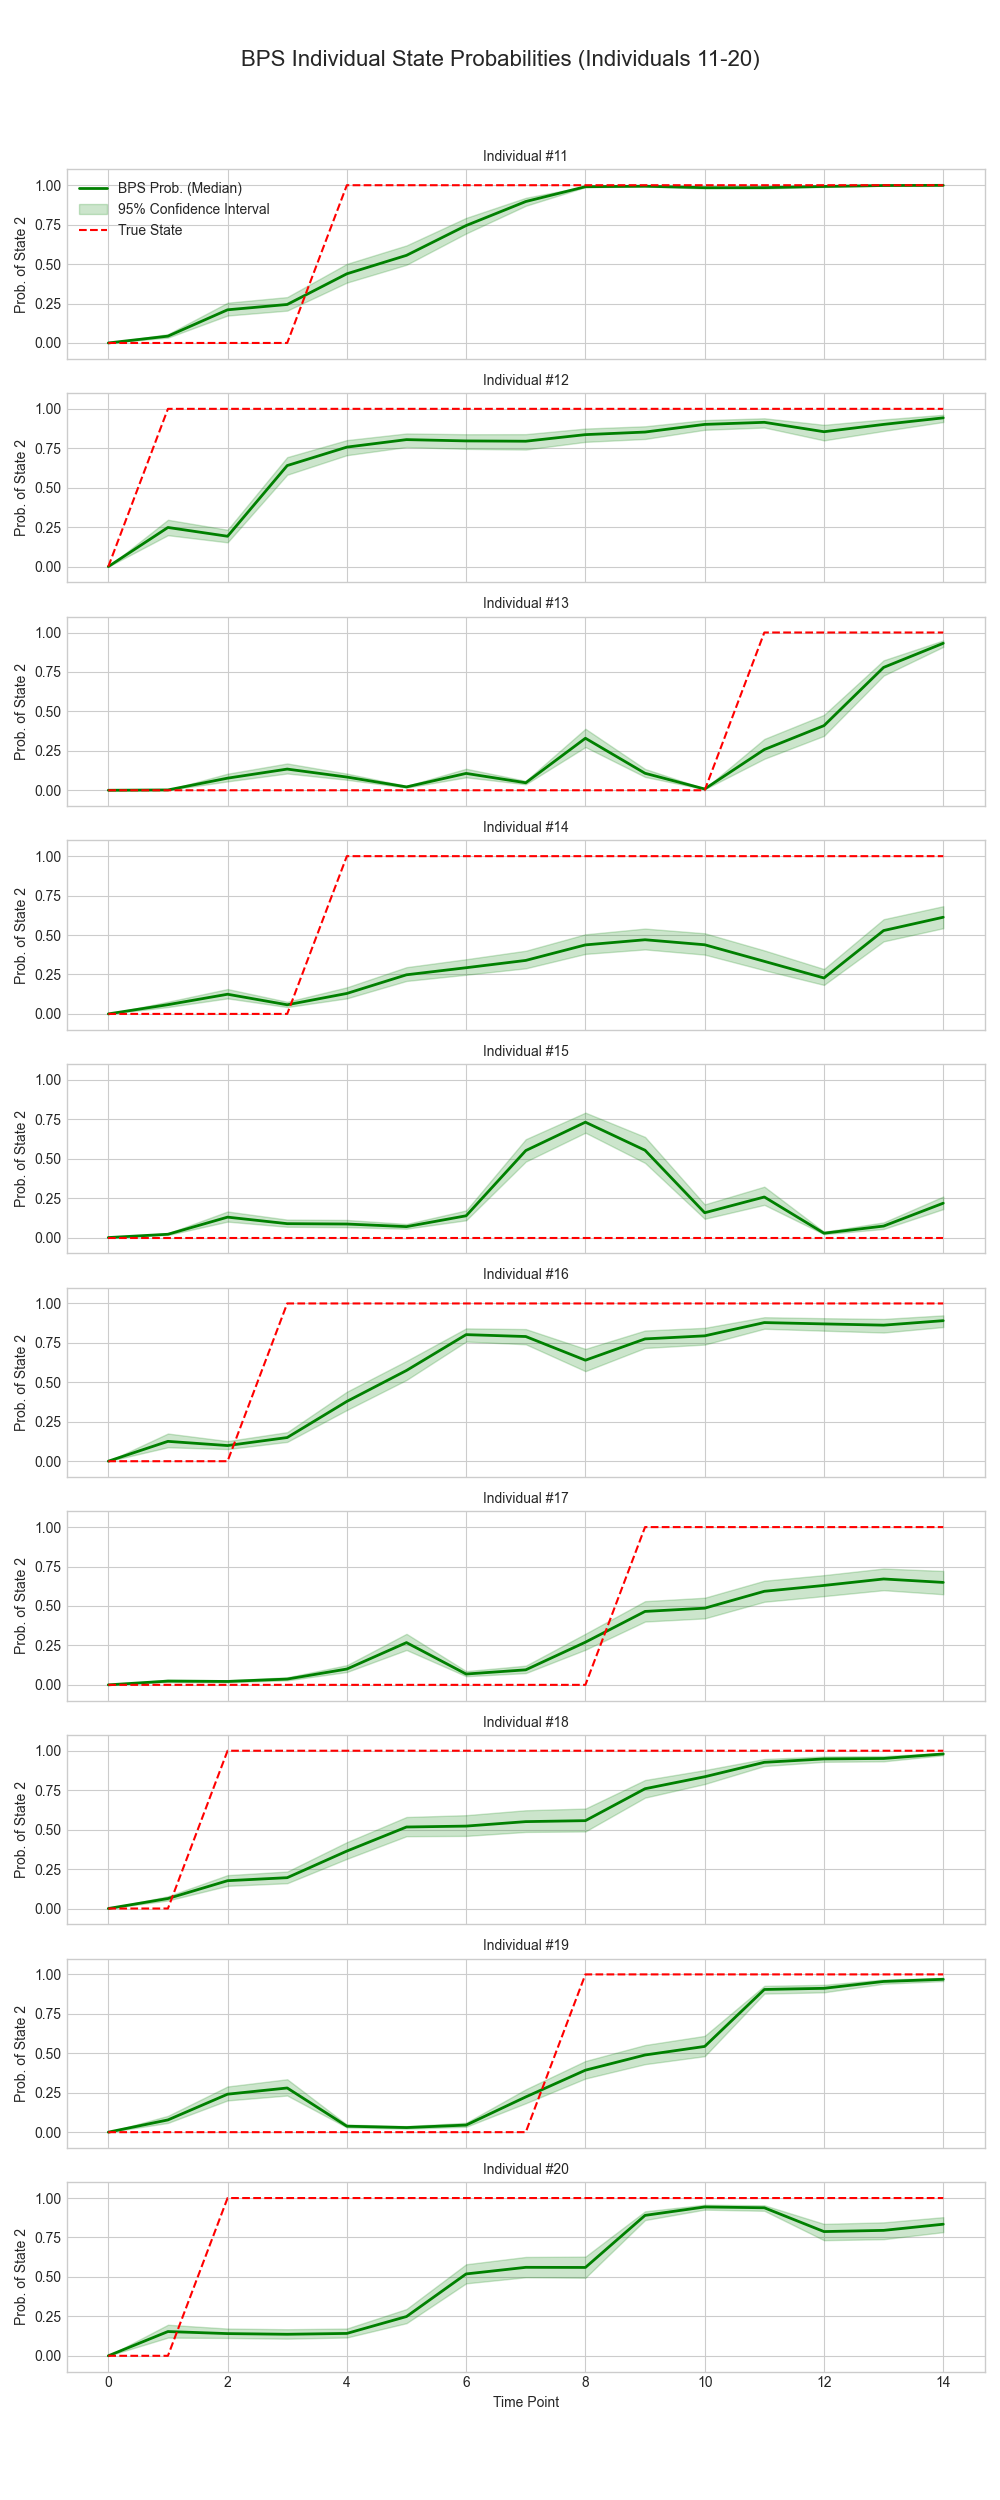 BPS Individual State Probabilities (Individuals 11-20)
Individual #11
1.00
0.75
0.50
0.25
0.00
Prob. of State 2
BPS Prob. (Median)
95% Confidence Interval
True State
Individual #12
1.00
0.75
0.50
0.25
0.00
Prob. of State 2
Individual #13
1.00
0.75
0.50
0.25
0.00
Prob. of State 2
Individual #14
1.00
0.75
0.50
0.25
0.00
Prob. of State 2
Individual #15
1.00
0.75
0.50
0.25
0.00
Prob. of State 2
Individual #16
1.00
0.75
0.50
0.25
0.00
Prob. of State 2
Individual #17
1.00
0.75
0.50
0.25
0.00
Prob. of State 2
Individual #18
1.00
0.75
0.50
0.25
0.00
Prob. of State 2
Individual #19
1.00
0.75
0.50
0.25
0.00
Prob. of State 2
Individual #20
1.00
0.75
0.50
0.25
0.00
Prob. of State 2
0 2 4 6 8 10 12 14
Time Point